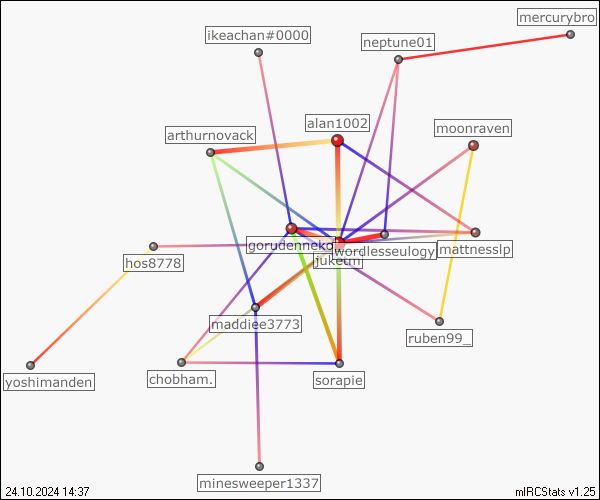 mercurybro
ikeachan#0000
neptune01
alan1002
moonraven
arthurnovack
gorudenneko
wordlesseulogy
mattnesslp
hos8778
maddiee3773
ruben99_
yoshimanden
chobham.
sorapie
minesweeper1337
24.10.2024 14:37
mIRCStats v1.25